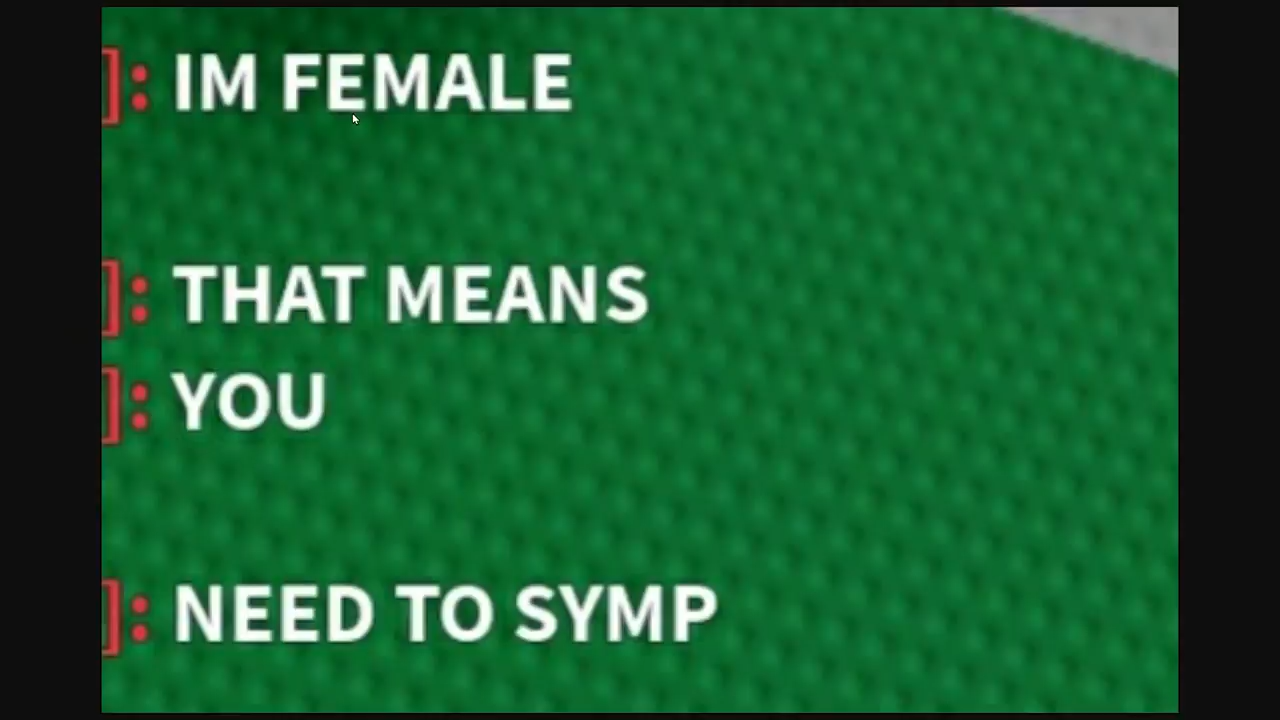 ]: IM FEMALE
]: THAT MEANS
]: YOU
]: NEED TO SYMP